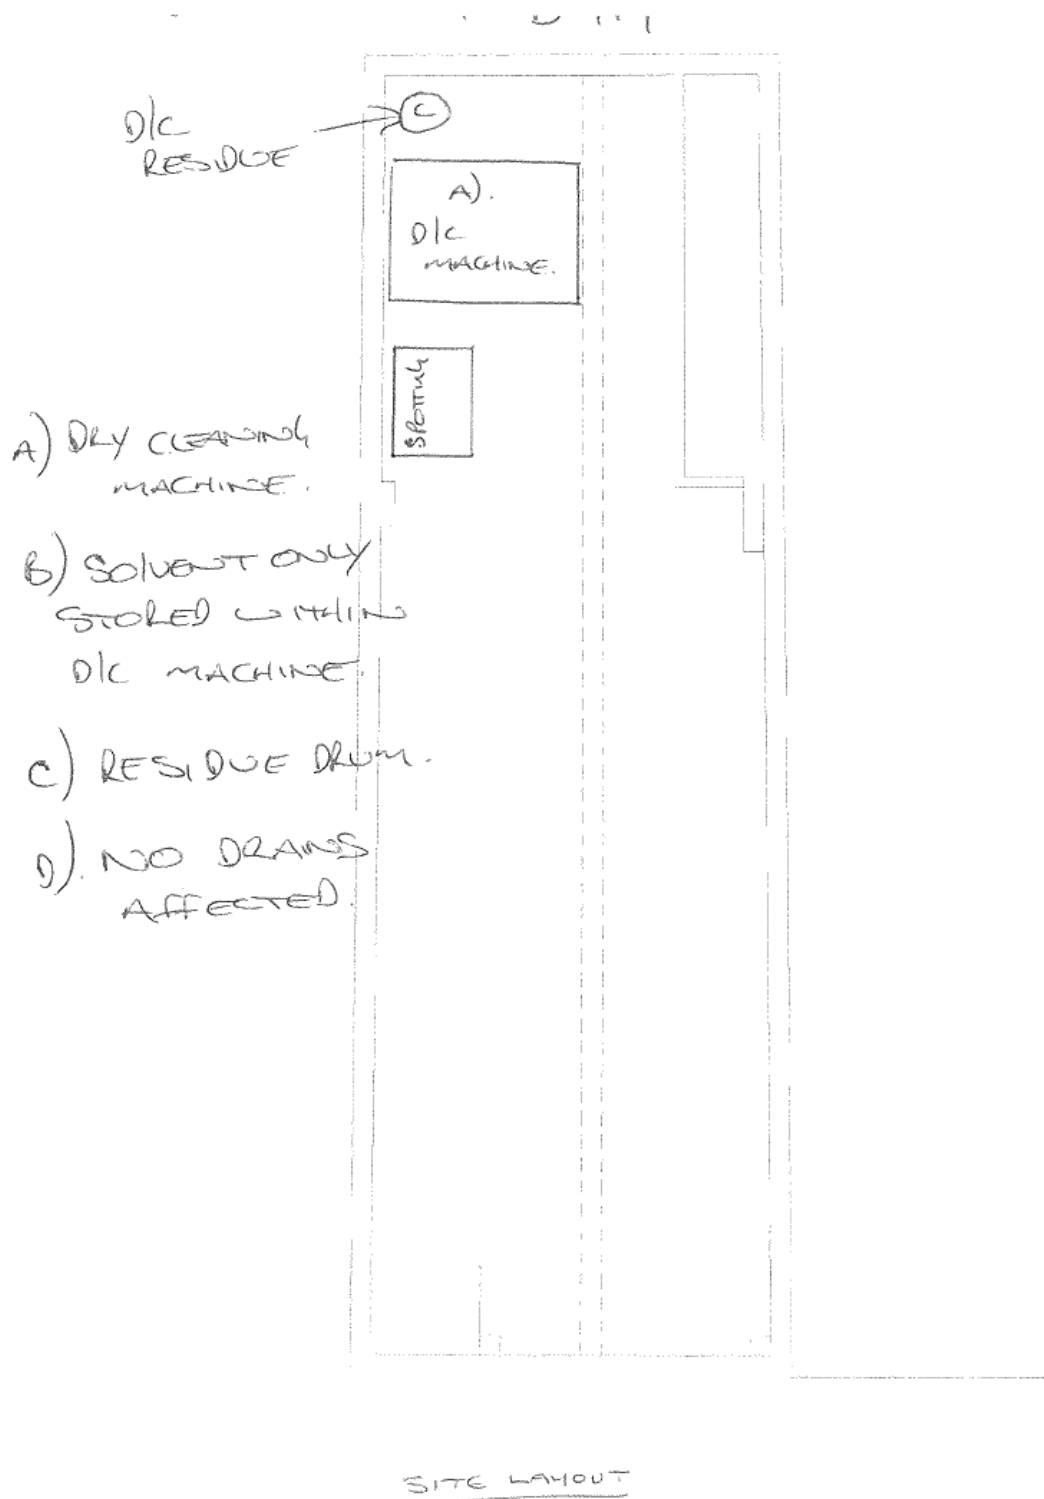 D/C
RESIDUE
C
A).
D/C
MACHINE.
SPOTTING
A) DRY CLEANING
MACHINE.
B) SOLVENT ONLY
STORED WITHIN
D/C MACHINE.
C) RESIDUE DRUM.
D). NO DRAINS
AFFECTED.
SITE LAYOUT